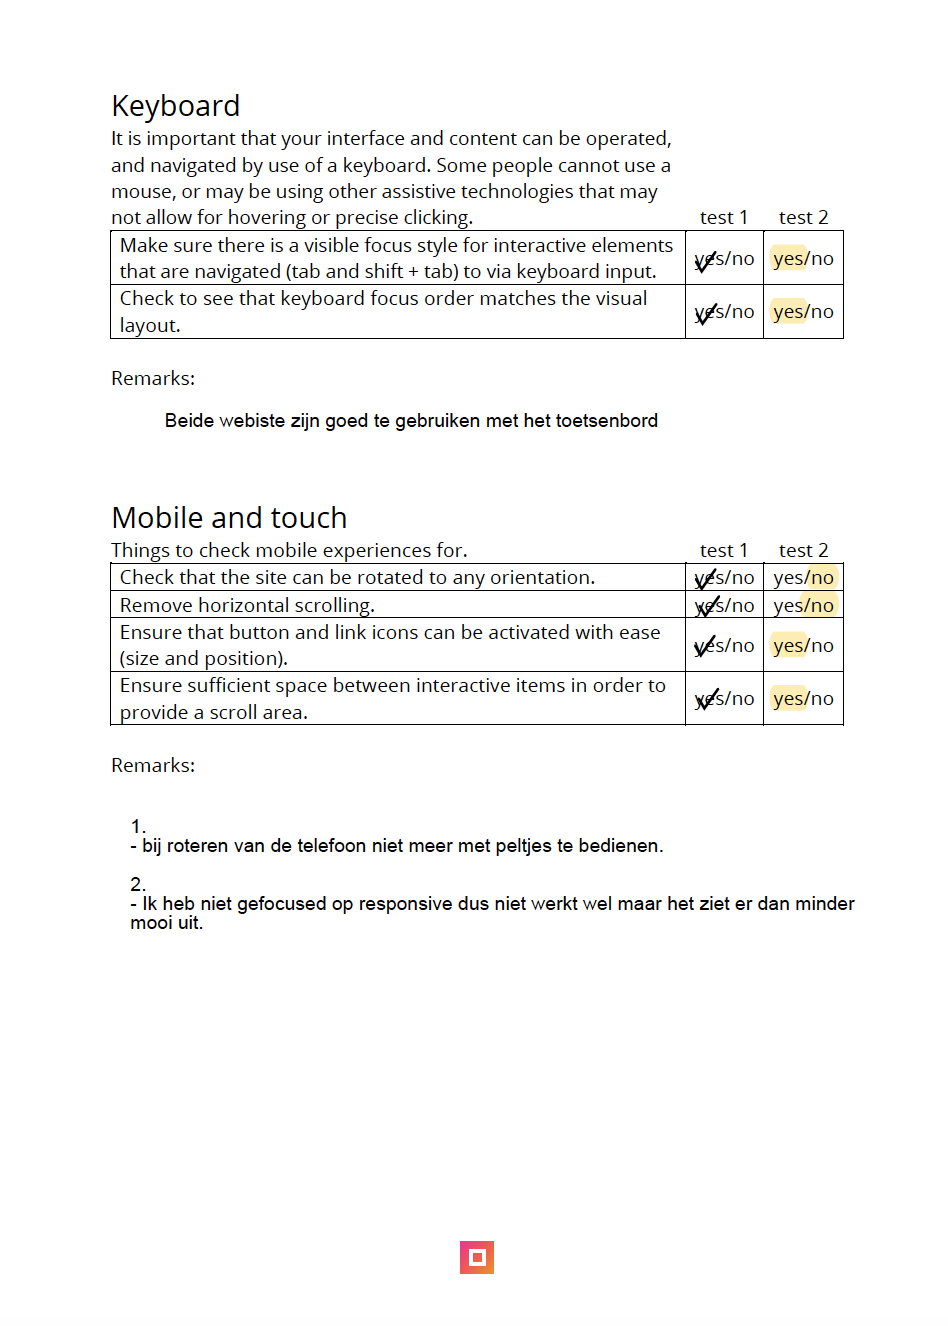 Keyboard
It is important that your interface and content can be operated,
and navigated by use of a keyboard. Some people cannot use a
mouse, or may be using other assistive technologies that may
not allow for hovering or precise clicking. test 1 test 2
Make sure there is a visible focus style for interactive elements
that are navigated (tab and shift + tab) to via keyboard input.
yes/no yes/no
Check to see that keyboard focus order matches the visual
layout.
yes/no yes/no
Remarks:
Beide webiste zijn goed te gebruiken met het toetsenbord
Mobile and touch
Things to check mobile experiences for. test 1 test 2
Check that the site can be rotated to any orientation. yes/no yes/no
Remove horizontal scrolling. yes/no yes/no
Ensure that button and link icons can be activated with ease
(size and position).
yes/no yes/no
Ensure sufficient space between interactive items in order to
provide a scroll area.
yes/no yes/no
Remarks:
1.
- bij roteren van de telefoon niet meer met peltjes te bedienen.
2.
- Ik heb niet gefocused op responsive dus niet werkt wel maar het ziet er dan minder
mooi uit.